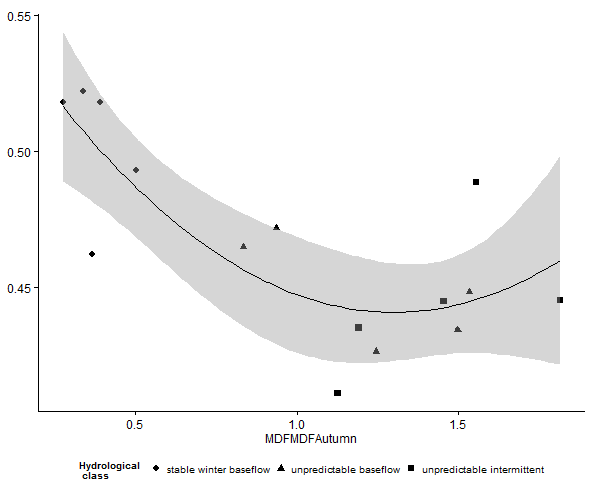 0.55
0.50
0.45
0.5 1.0 1.5
MDFMDFAutumn
Hydrological
class
stable winter baseflow unpredictable baseflow unpredictable intermittent